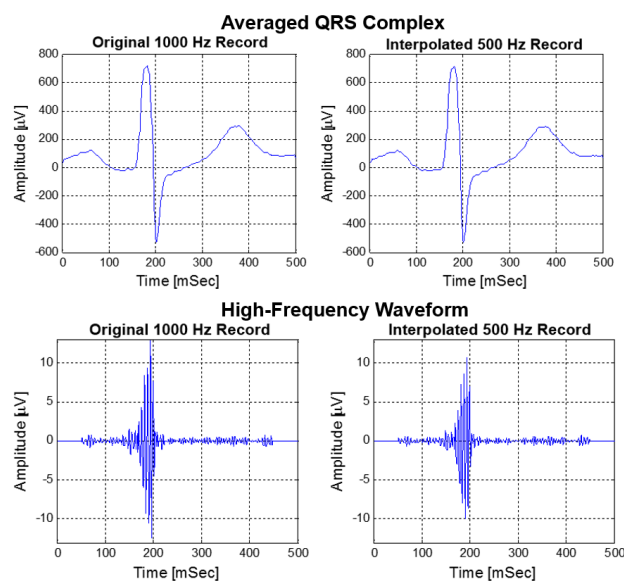 Averaged QRS Complex
Original 1000 Hz Record
Interpolated 500 Hz Record
Amplitude [µV]
800
600
400
200
0
-200
-400
-600
0 100 200 300 400 500
Time [mSec]
Amplitude [µV]
800
600
400
200
0
-200
-400
-600
0 100 200 300 400 500
Time [mSec]
High-Frequency Waveform
Original 1000 Hz Record
Interpolated 500 Hz Record
Amplitude [µV]
10
5
0
-5
-10
0 100 200 300 400 500
Time [mSec]
Amplitude [µV]
10
5
0
-5
-10
0 100 200 300 400 500
Time [mSec]